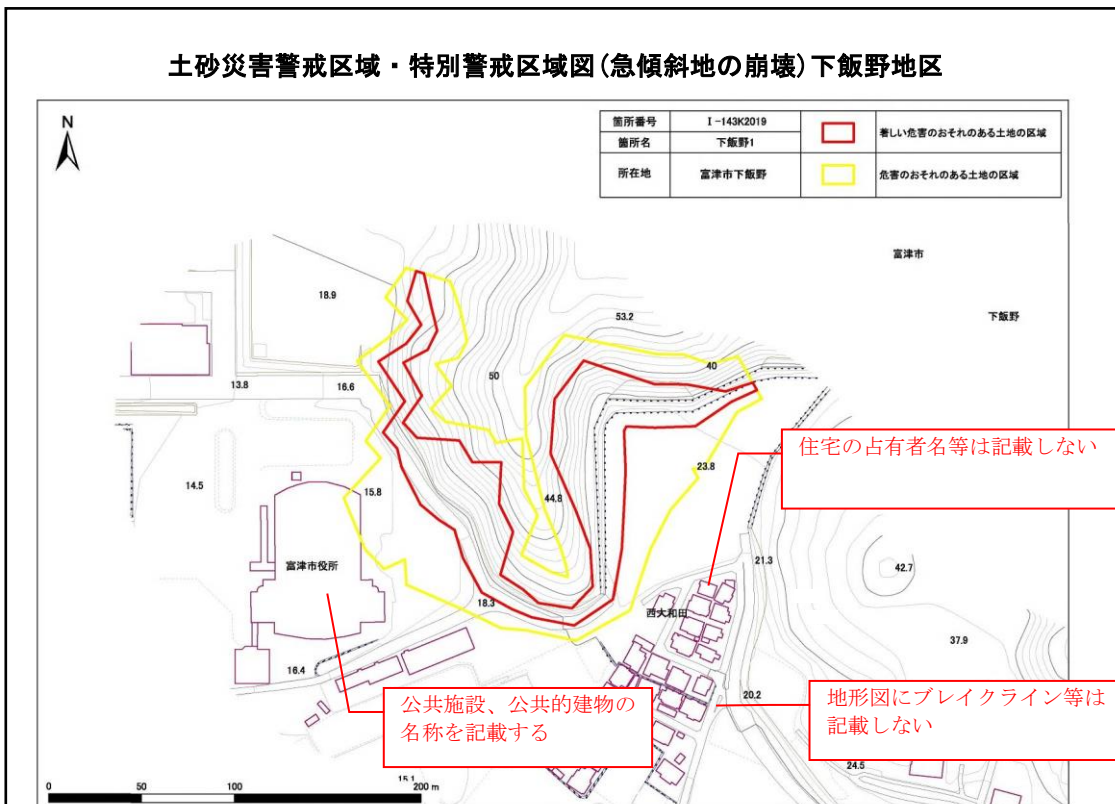 土砂災害警戒区域・特別警戒区域図(急傾斜地の崩壊)下飯野地区
N
箇所番号 Ⅰ-143K2019
箇所名 下飯野1
所在地 富津市下飯野
著しい危害のおそれのある土地の区域
危害のおそれのある土地の区域
富津市
下飯野
18.9
53.2
50
40
13.8
16.6
住宅の占有者名等は記載しない
23.8
14.5
15.8
44.8
21.3
42.7
富津市役所
18.3
西大和田
37.9
16.4
20.2
公共施設、公共的建物の
名称を記載する
地形図にブレイクライン等は
記載しない
24.5
15.1
0 50 100 200 m